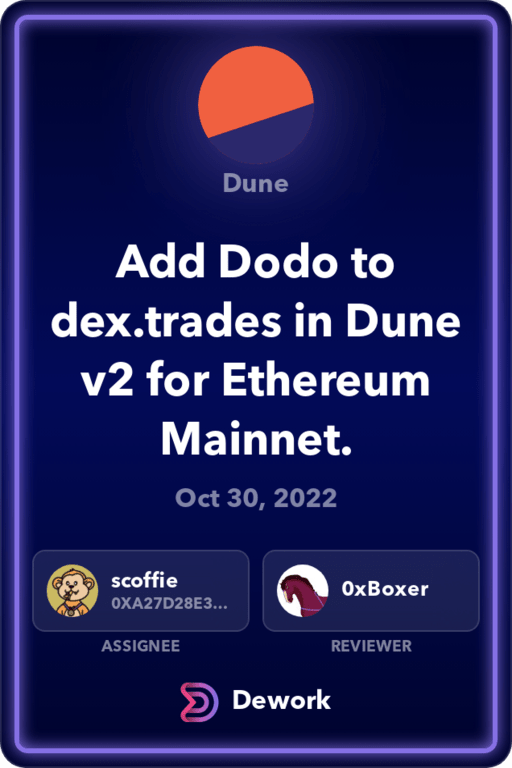 Dune
Add Dodo to
dex.trades in Dune
v2 for Ethereum
Mainnet.
Oct 30, 2022
scoffie
0XA27D28E3...
0xBoxer
ASSIGNEE
REVIEWER
Dework